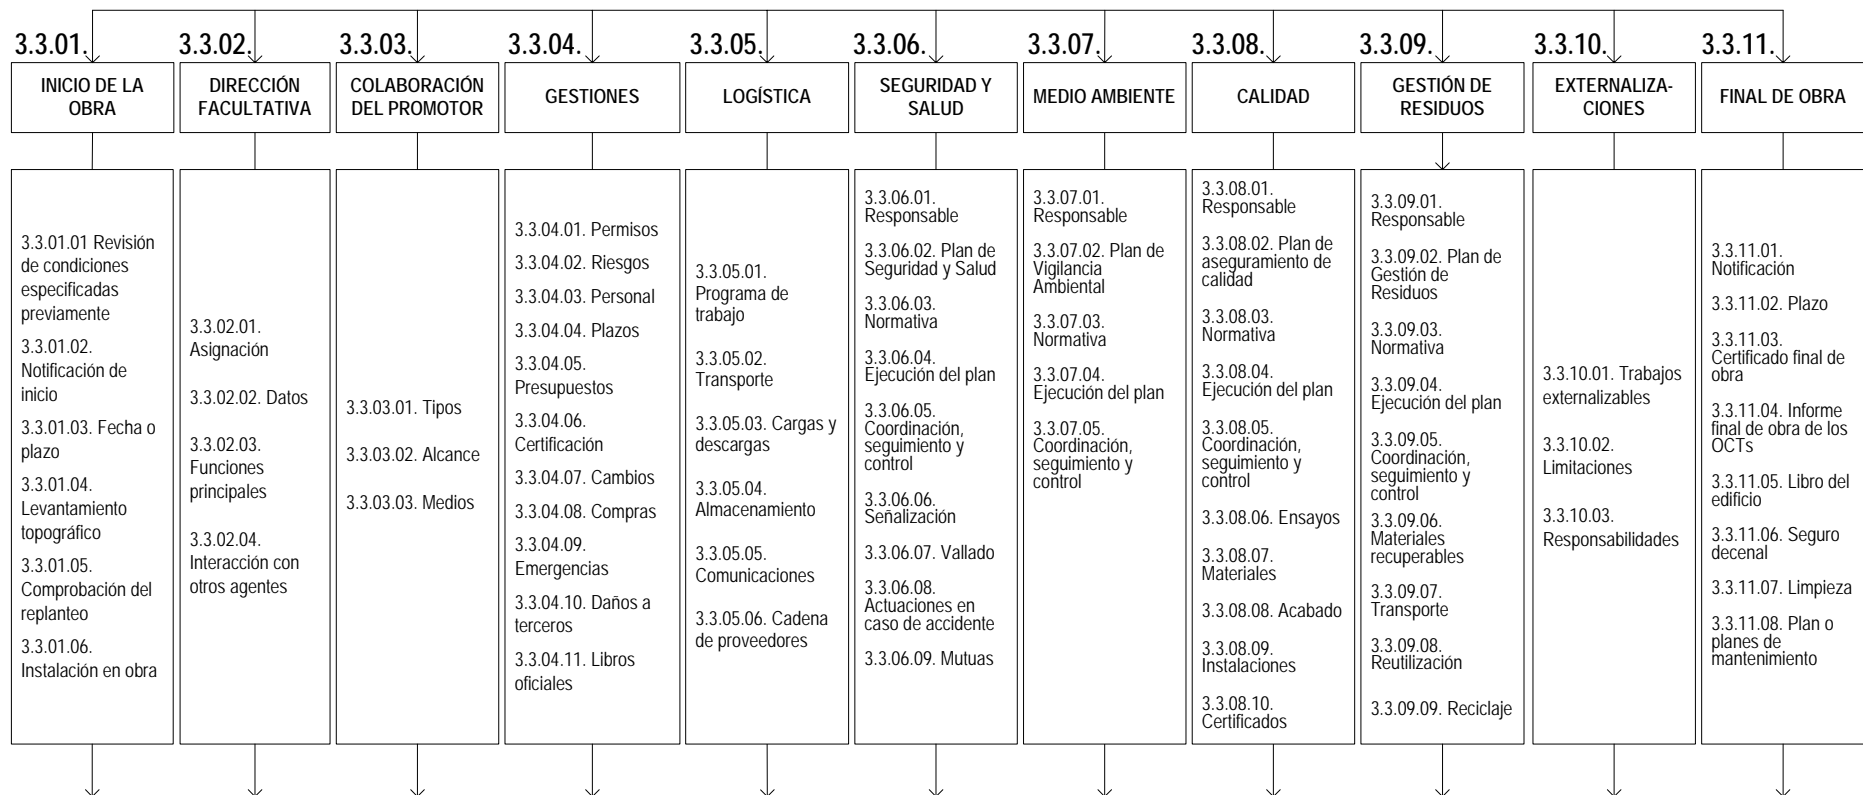 3.3.01.
3.3.02.
3.3.03.
3.3.04.
3.3.05.
3.3.06.
3.3.07.
3.3.08.
3.3.09.
3.3.10.
3.3.11.
INICIO DE LA
OBRA
DIRECCIÓN
FACULTATIVA
COLABORACIÓN
DEL PROMOTOR
GESTIONES
LOGÍSTICA
SEGURIDAD Y
SALUD
MEDIO AMBIENTE
CALIDAD
GESTIÓN DE
RESIDUOS
EXTERNALIZA-
CIONES
FINAL DE OBRA
3.3.01.01 Revisión
de condiciones
especificadas
previamente
3.3.01.02.
Notificación de
inicio
3.3.01.03. Fecha o
plazo
3.3.01.04.
Levantamiento
topográfico
3.3.01.05.
Comprobación del
replanteo
3.3.01.06.
Instalación en obra
3.3.02.01.
Asignación
3.3.02.02. Datos
3.3.02.03.
Funciones
principales
3.3.02.04.
Interacción con
otros agentes
3.3.03.01. Tipos
3.3.03.02. Alcance
3.3.03.03. Medios
3.3.04.01. Permisos
3.3.04.02. Riesgos
3.3.04.03. Personal
3.3.04.04. Plazos
3.3.04.05.
Presupuestos
3.3.04.06.
Certificación
3.3.04.07. Cambios
3.3.04.08. Compras
3.3.04.09.
Emergencias
3.3.04.10. Daños a
terceros
3.3.04.11. Libros
oficiales
3.3.05.01.
Programa de
trabajo
3.3.05.02.
Transporte
3.3.05.03. Cargas y
descargas
3.3.05.04.
Almacenamiento
3.3.05.05.
Comunicaciones
3.3.05.06. Cadena
de proveedores
3.3.06.01.
Responsable
3.3.06.02. Plan de
Seguridad y Salud
3.3.06.03.
Normativa
3.3.06.04.
Ejecución del plan
3.3.06.05.
Coordinación,
seguimiento y
control
3.3.06.06.
Señalización
3.3.06.07. Vallado
3.3.06.08.
Actuaciones en
caso de accidente
3.3.06.09. Mutuas
3.3.07.01.
Responsable
3.3.07.02. Plan de
Vigilancia
Ambiental
3.3.07.03.
Normativa
3.3.07.04.
Ejecución del plan
3.3.07.05.
Coordinación,
seguimiento y
control
3.3.08.01.
Responsable
3.3.08.02. Plan de
aseguramiento de
calidad
3.3.08.03.
Normativa
3.3.08.04.
Ejecución del plan
3.3.08.05.
Coordinación,
seguimiento y
control
3.3.08.06. Ensayos
3.3.08.07.
Materiales
3.3.08.08. Acabado
3.3.08.09.
Instalaciones
3.3.08.10.
Certificados
3.3.09.01.
Responsable
3.3.09.02. Plan de
Gestión de
Residuos
3.3.09.03.
Normativa
3.3.09.04.
Ejecución del plan
3.3.09.05.
Coordinación,
seguimiento y
control
3.3.09.06.
Materiales
recuperables
3.3.09.07.
Transporte
3.3.09.08.
Reutilización
3.3.09.09. Reciclaje
3.3.10.01. Trabajos
externalizables
3.3.10.02.
Limitaciones
3.3.10.03.
Responsabilidades
3.3.11.01.
Notificación
3.3.11.02. Plazo
3.3.11.03.
Certificado final de
obra
3.3.11.04. Informe
final de obra de los
OCTs
3.3.11.05. Libro del
edificio
3.3.11.06. Seguro
decenal
3.3.11.07. Limpieza
3.3.11.08. Plan o
planes de
mantenimiento